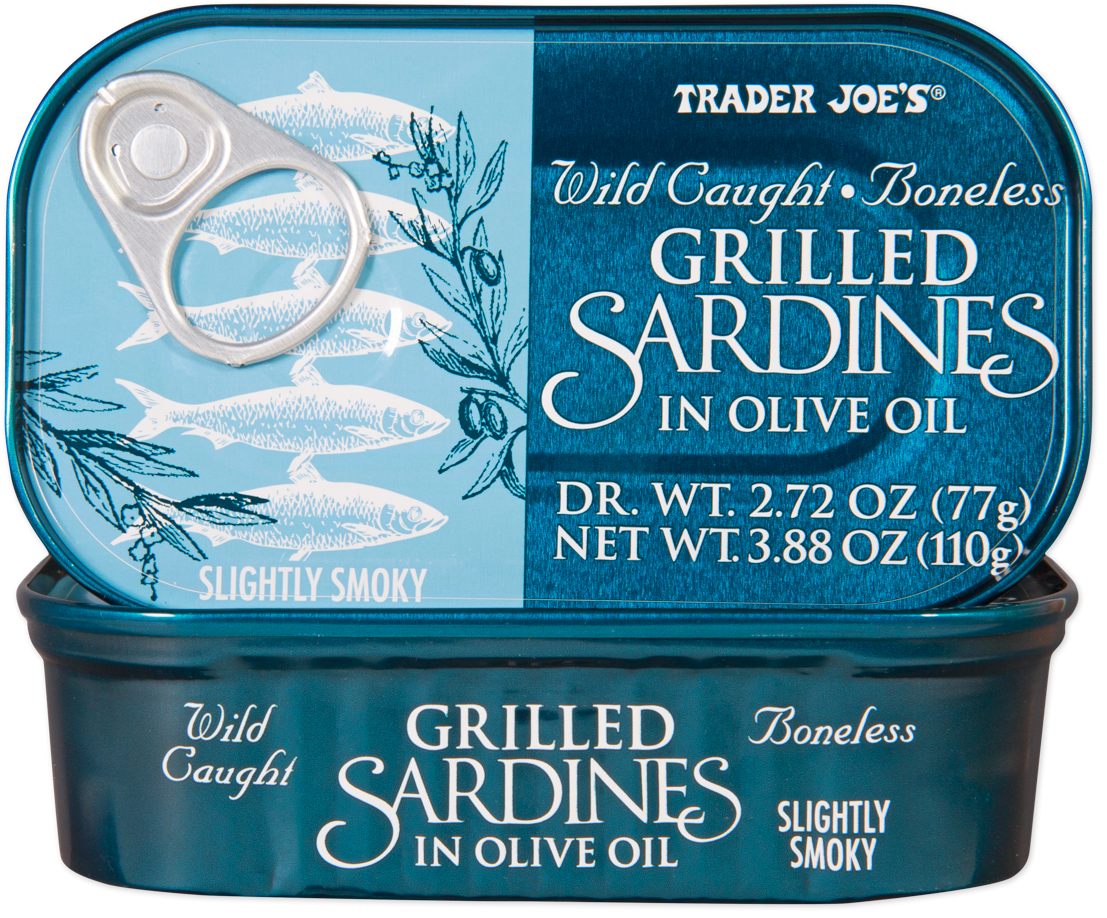 TRADER JOE'S®
Wild Caught • Boneless
GRILLED
SARDINES
IN OLIVE OIL
DR. WT. 2.72 OZ (77g)
NET WT. 3.88 OZ (110g)
SLIGHTLY SMOKY
Wild
Caught
GRILLED
SARDINES
IN OLIVE OIL
Boneless
SLIGHTLY
SMOKY